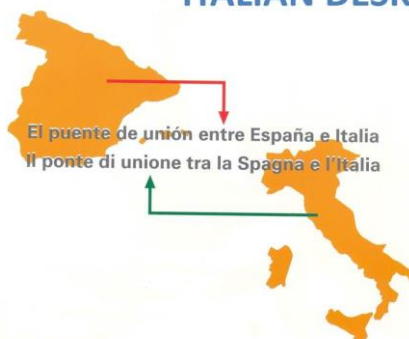 ITALIAN DESK
El puente de unión entre España e Italia
Il ponte di unione tra la Spagna e l'Italia